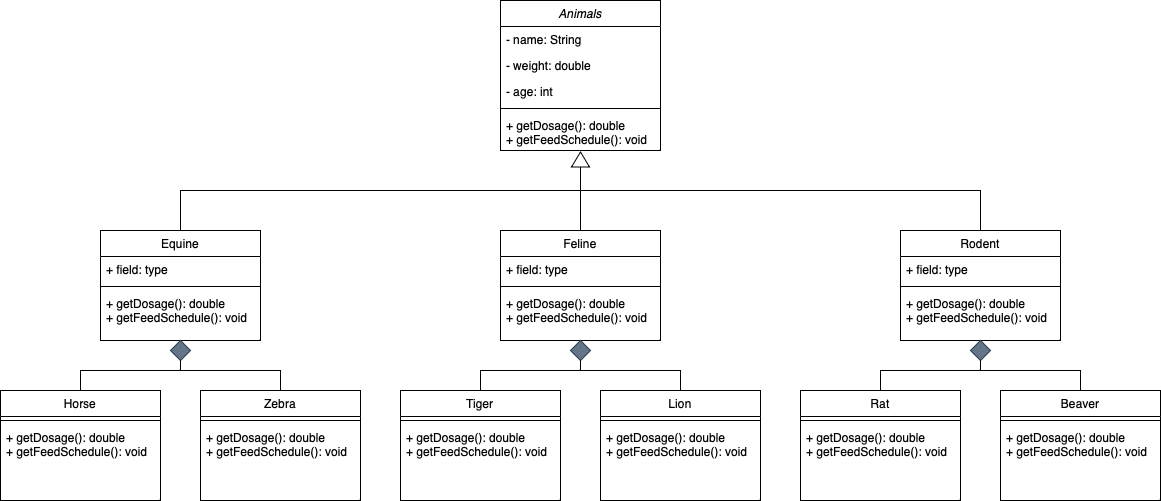 Animals
- name: String
- weight: double
- age: int
+ getDosage(): double
+ getFeedSchedule(): void
Equine
+ field: type
+ getDosage(): double
+ getFeedSchedule(): void
Feline
+ field: type
+ getDosage(): double
+ getFeedSchedule(): void
Rodent
+ field: type
+ getDosage(): double
+ getFeedSchedule(): void
Horse
+ getDosage(): double
+ getFeedSchedule(): void
Zebra
+ getDosage(): double
+ getFeedSchedule(): void
Tiger
+ getDosage(): double
+ getFeedSchedule(): void
Lion
+ getDosage(): double
+ getFeedSchedule(): void
Rat
+ getDosage(): double
+ getFeedSchedule(): void
Beaver
+ getDosage(): double
+ getFeedSchedule(): void